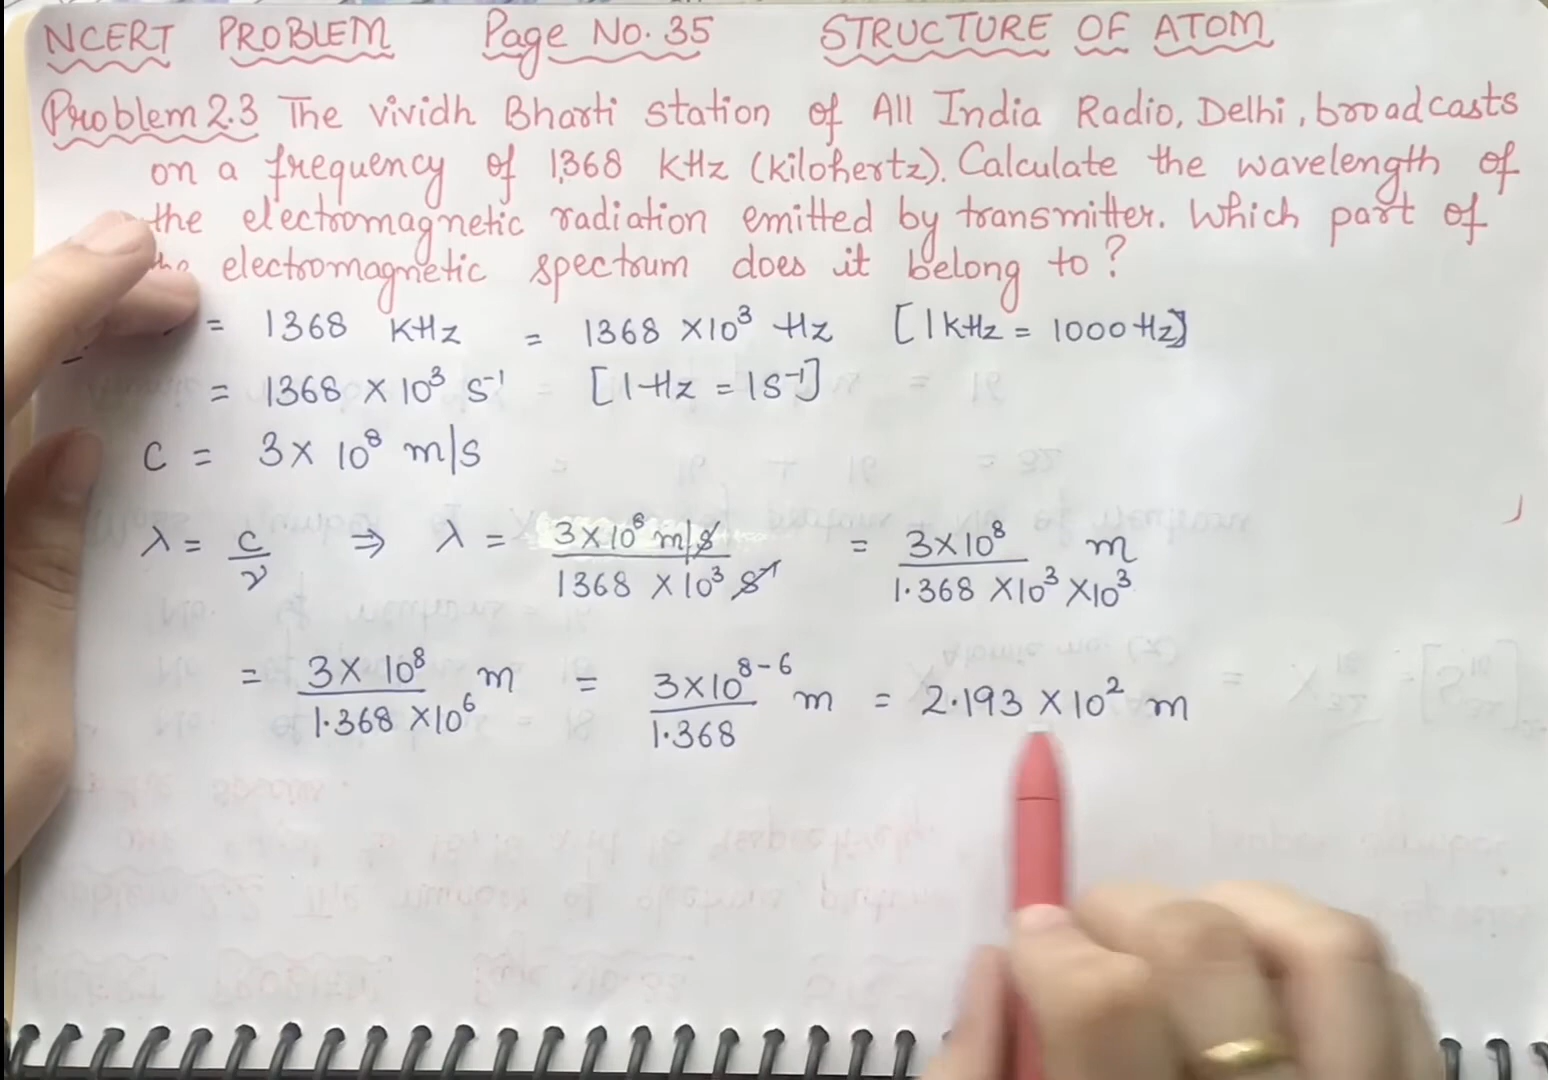 NCERT PROBLEM Page No. 35 STRUCTURE OF ATOM
Problem 2.3 The Vividh Bharti station of All India Radio, Delhi, broadcasts
on a frequency of 1,368 KHz (kilohertz). Calculate the wavelength of
the electromagnetic radiation emitted by transmitter. Which part of
the electromagnetic spectrum does it belong to?
= 1368 KHz = 1368 ×10³ Hz [1 kHz = 1000 Hz]
= 1368 × 10³ s⁻¹ [1 Hz = 1 s⁻¹]
c = 3 × 10⁸ m/s
λ = c/ν ⇒ λ = 3×10⁸ m/s / 1368 ×10³ s⁻¹ = 3×10⁸ / 1.368 ×10³ ×10³ m
= 3 × 10⁸ / 1.368 ×10⁶ m = 3×10⁸⁻⁶ / 1.368 m = 2.193 ×10² m